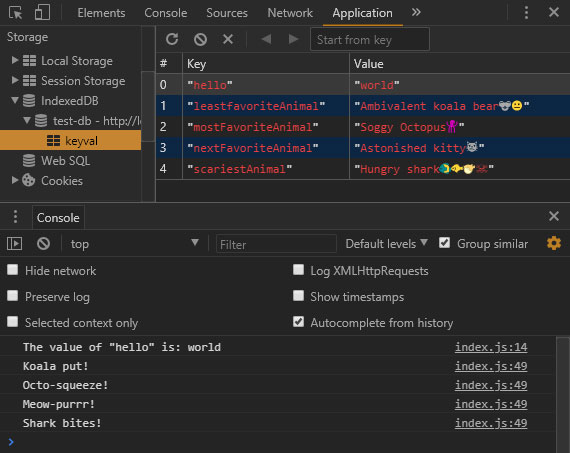 Elements Console Sources Network Application »
Storage
Local Storage
Session Storage
IndexedDB
test-db - http://l
keyval
Web SQL
Cookies
Start from key
# Key Value
0 "hello" "world"
1 "leastFavoriteAnimal" "Ambivalent koala bear🐨😐"
2 "mostFavoriteAnimal" "Soggy Octopus
3 "nextFavoriteAnimal" "Astonished kitty
4 "scariestAnimal" "Hungry shark
Console
top Filter Default levels Group similar
Hide network Log XMLHttpRequests
Preserve log Show timestamps
Selected context only Autocomplete from history
The value of "hello" is: world index.js:14
Koala put! index.js:49
Octo-squeeze! index.js:49
Meow-purrr! index.js:49
Shark bites! index.js:49